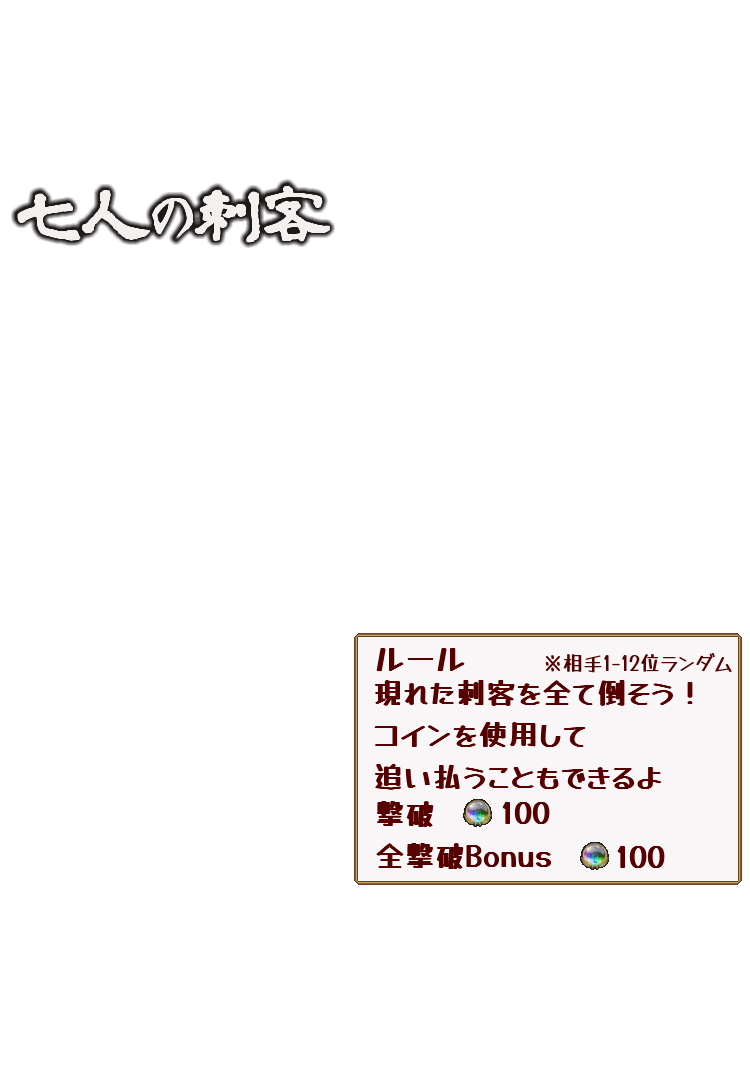 七人の刺客
ルール ※相手1-12位ランダム
現れた刺客を全て倒そう！
コインを使用して
追い払うこともできるよ
撃破 100
全撃破Bonus 100